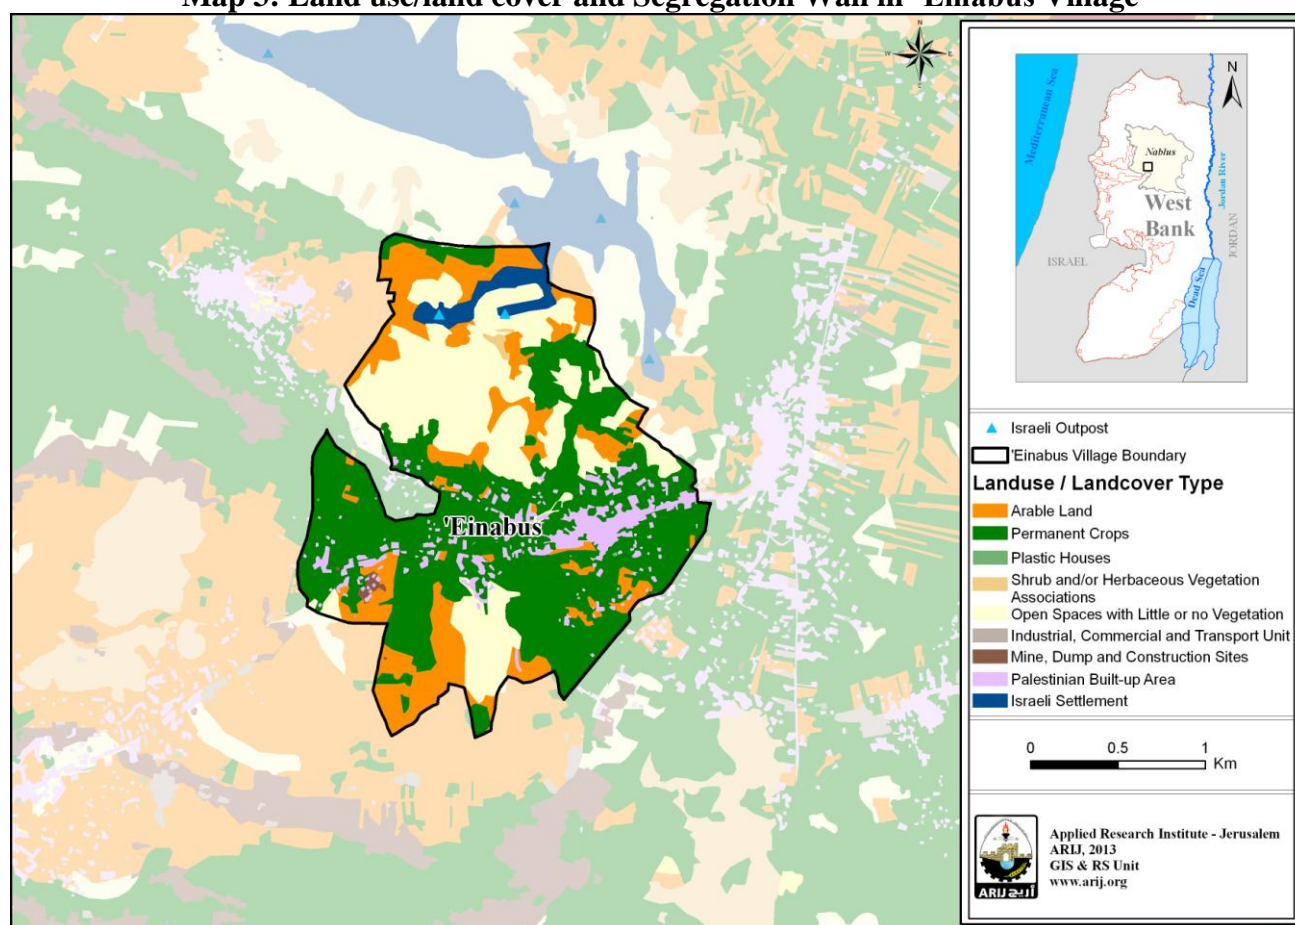 Map 3: Land use/land cover and Segregation Wall in 'Einabus Village
N
W
E
S
'Einabus
N
Mediterranean Sea
Nablus
West
Bank
Jordan River
JORDAN
ISRAEL
Dead Sea
Israeli Outpost
'Einabus Village Boundary
Landuse / Landcover Type
Arable Land
Permanent Crops
Plastic Houses
Shrub and/or Herbaceous Vegetation
Associations
Open Spaces with Little or no Vegetation
Industrial, Commercial and Transport Unit
Mine, Dump and Construction Sites
Palestinian Built-up Area
Israeli Settlement
0 0.5 1
Km
Applied Research Institute - Jerusalem
ARIJ, 2013
GIS & RS Unit
www.arij.org
ARIJ أريج